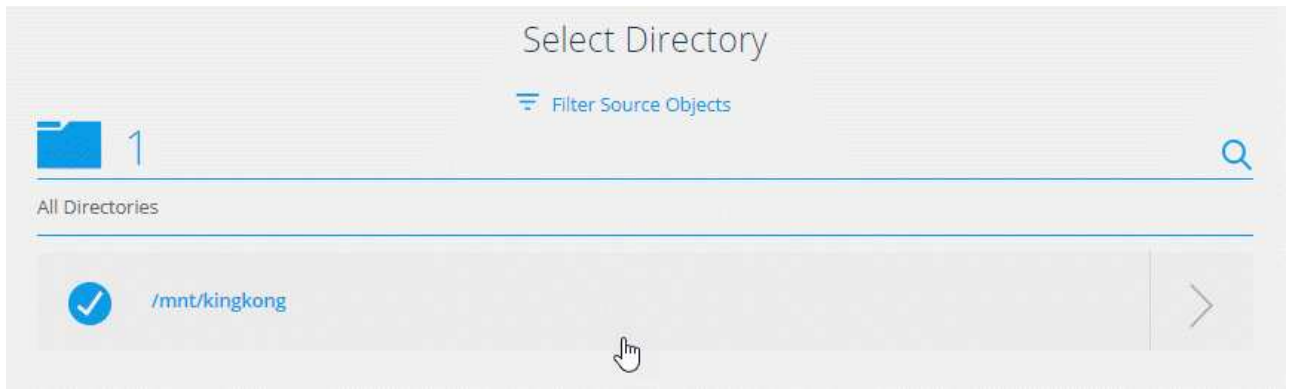 Select Directory
Filter Source Objects
1
All Directories
/mnt/kingkong